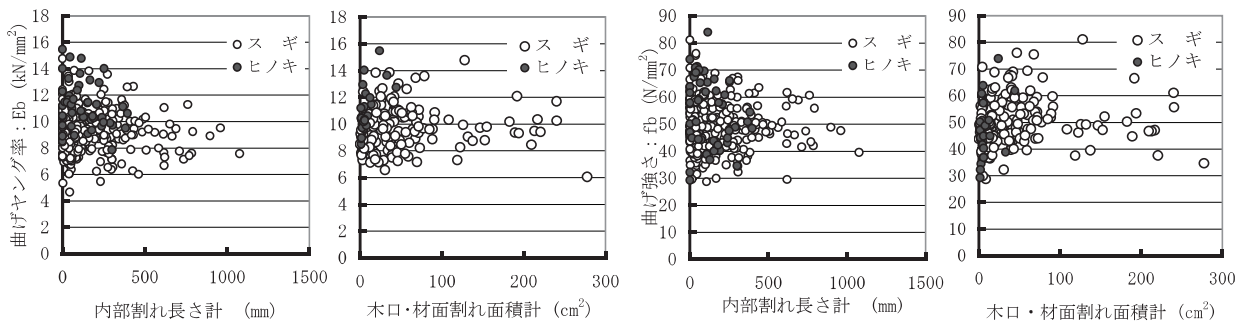 曲げヤング率：Eb (kN/mm²)
18
16
14
12
10
8
6
4
2
0
0 500 1000 1500
内部割れ長さ計 (mm)
○ ス ギ
● ヒノキ
18
16
14
12
10
8
6
4
2
0
0 100 200 300
木口・材面割れ面積計 (cm²)
○ ス ギ
● ヒノキ
曲げ強さ：fb (N/mm²)
90
80
70
60
50
40
30
20
10
0
0 500 1000 1500
内部割れ長さ計 (mm)
○ ス ギ
● ヒノキ
90
80
70
60
50
40
30
20
10
0
0 100 200 300
木口・材面割れ面積計 (cm²)
○ ス ギ
● ヒノキ